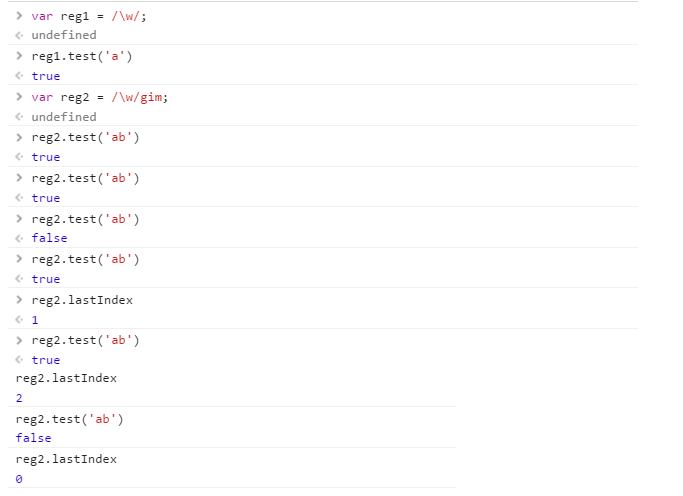 > var reg1 = /\w/;
undefined
> reg1.test('a')
true
> var reg2 = /\w/gim;
undefined
> reg2.test('ab')
true
> reg2.test('ab')
true
> reg2.test('ab')
false
> reg2.test('ab')
true
> reg2.lastIndex
1
> reg2.test('ab')
true
reg2.lastIndex
2
reg2.test('ab')
false
reg2.lastIndex
0